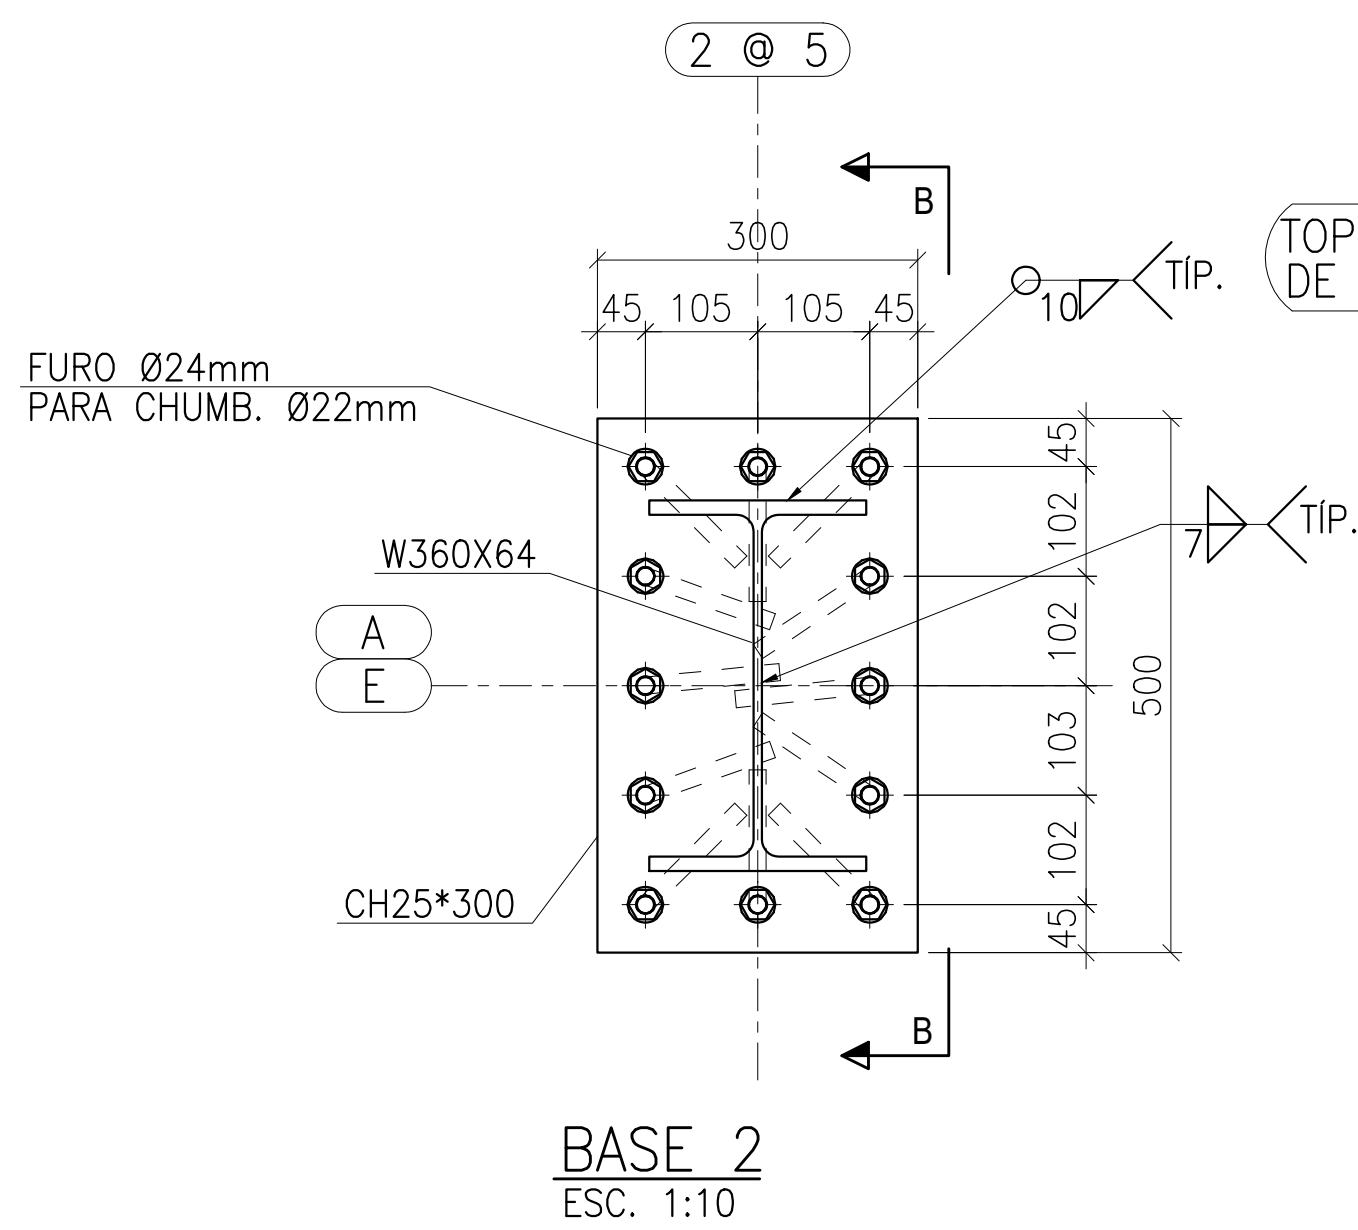 2 @ 5
B
300
TOP
DE
TÍP.
10
45
105
105
45
FURO Ø24mm
PARA CHUMB. Ø22mm
45
102
7
TÍP.
W360X64
A
102
E
500
103
102
CH25*300
45
B
BASE 2
ESC. 1:10